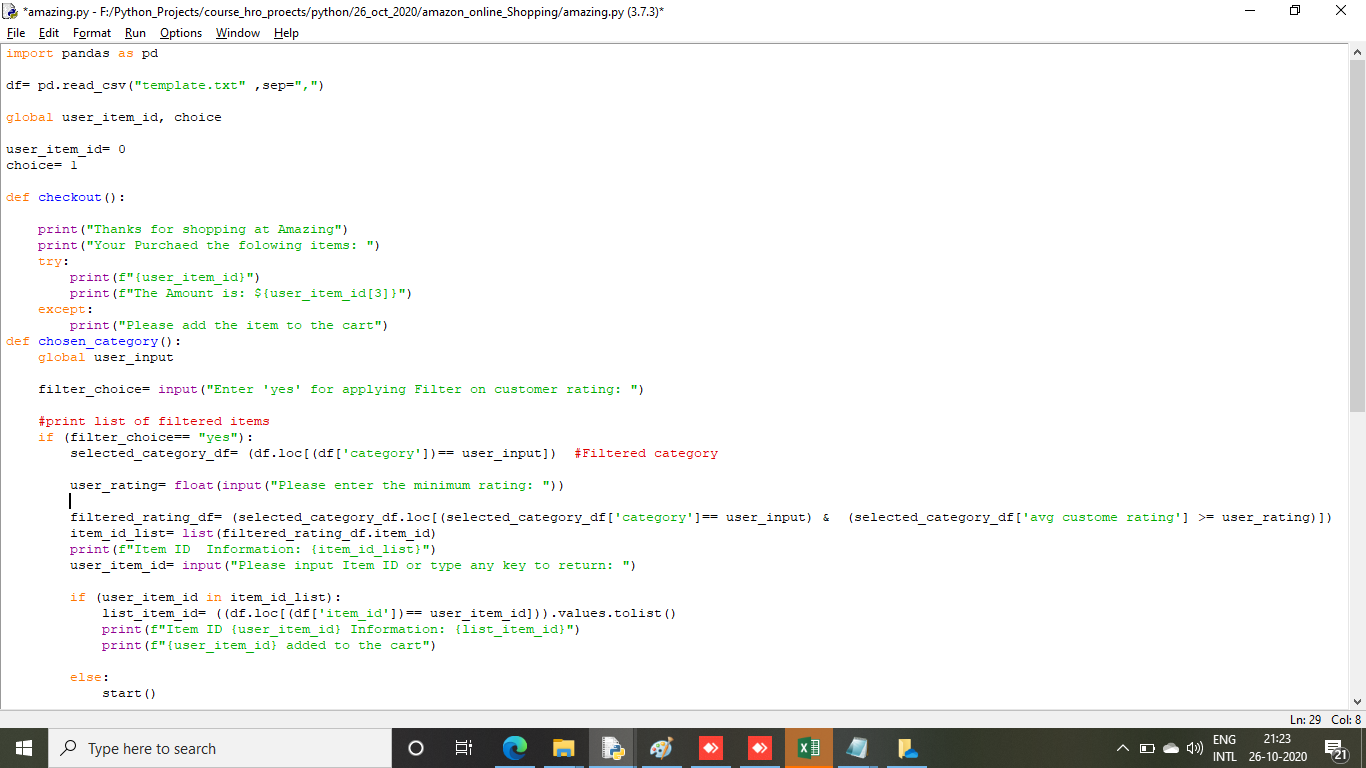 *amazing.py - F:/Python_Projects/course_hro_proects/python/26_oct_2020/amazon_online_Shopping/amazing.py (3.7.3)*
File Edit Format Run Options Window Help
import pandas as pd
df= pd.read_csv("template.txt" ,sep=",")
global user_item_id, choice
user_item_id= 0
choice= 1
def checkout():
    print("Thanks for shopping at Amazing")
    print("Your Purchaed the folowing items: ")
    try:
        print(f"{user_item_id}")
        print(f"The Amount is: ${user_item_id[3]}")
    except:
        print("Please add the item to the cart")
def chosen_category():
    global user_input
    filter_choice= input("Enter 'yes' for applying Filter on customer rating: ")
    #print list of filtered items
    if (filter_choice== "yes"):
        selected_category_df= (df.loc[(df['category'])== user_input])  #Filtered category
        user_rating= float(input("Please enter the minimum rating: "))
        filtered_rating_df= (selected_category_df.loc[(selected_category_df['category']== user_input) &  (selected_category_df['avg custome rating'] >= user_rating)])
        item_id_list= list(filtered_rating_df.item_id)
        print(f"Item ID  Information: {item_id_list}")
        user_item_id= input("Please input Item ID or type any key to return: ")
        if (user_item_id in item_id_list):
            list_item_id= ((df.loc[(df['item_id'])== user_item_id])).values.tolist()
            print(f"Item ID {user_item_id} Information: {list_item_id}")
            print(f"{user_item_id} added to the cart")
        else:
            start()
Ln: 29 Col: 8
Type here to search
ENG
INTL
21:23
26-10-2020
21